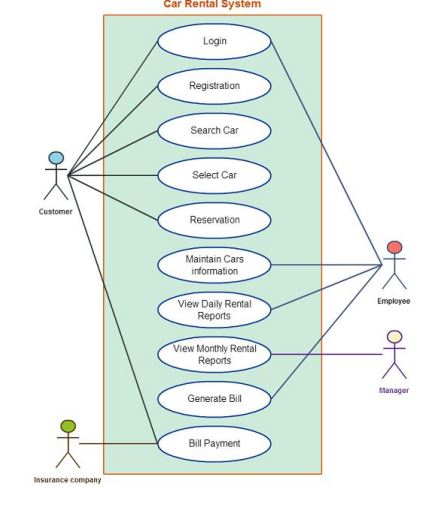 Car Rental System
Login
Registration
Search Car
Select Car
Customer
Reservation
Maintain Cars
information
View Daily Rental
Reports
Employee
View Monthly Rental
Reports
Manager
Generate Bill
Bill Payment
Insurance company